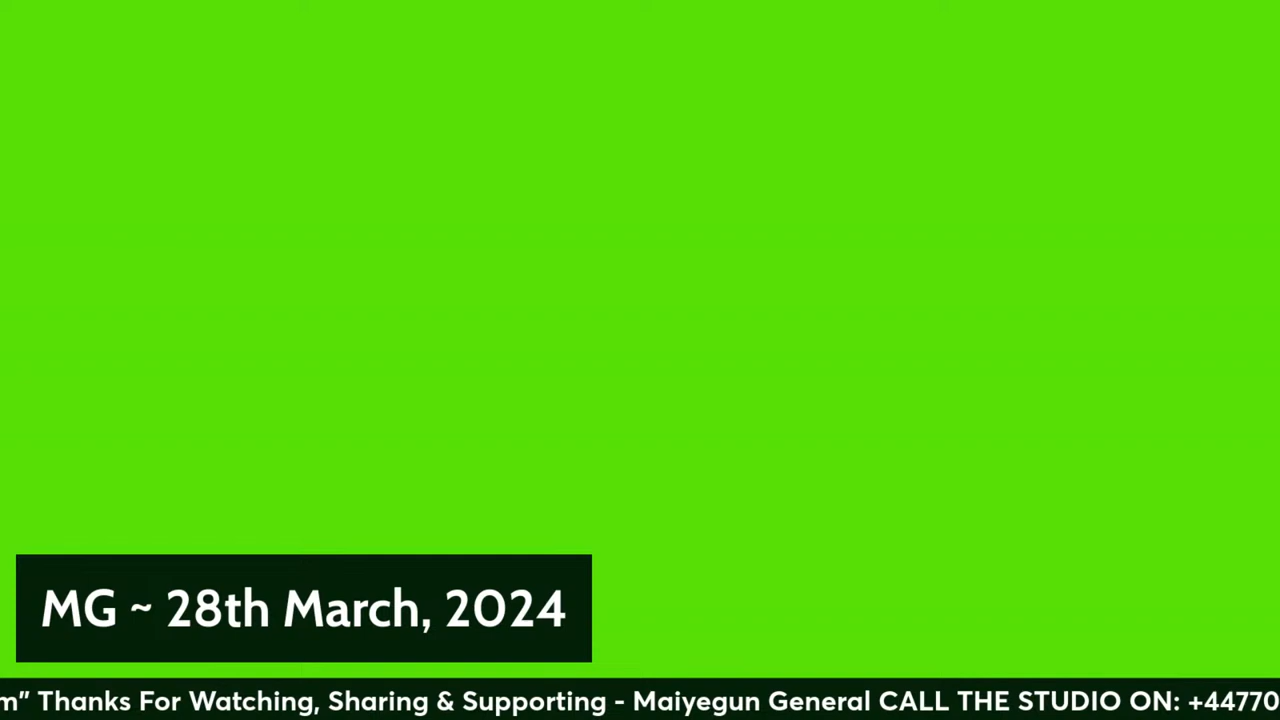 MG ~ 28th March, 2024
m” Thanks For Watching, Sharing & Supporting - Maiyegun General CALL THE STUDIO ON: +44770